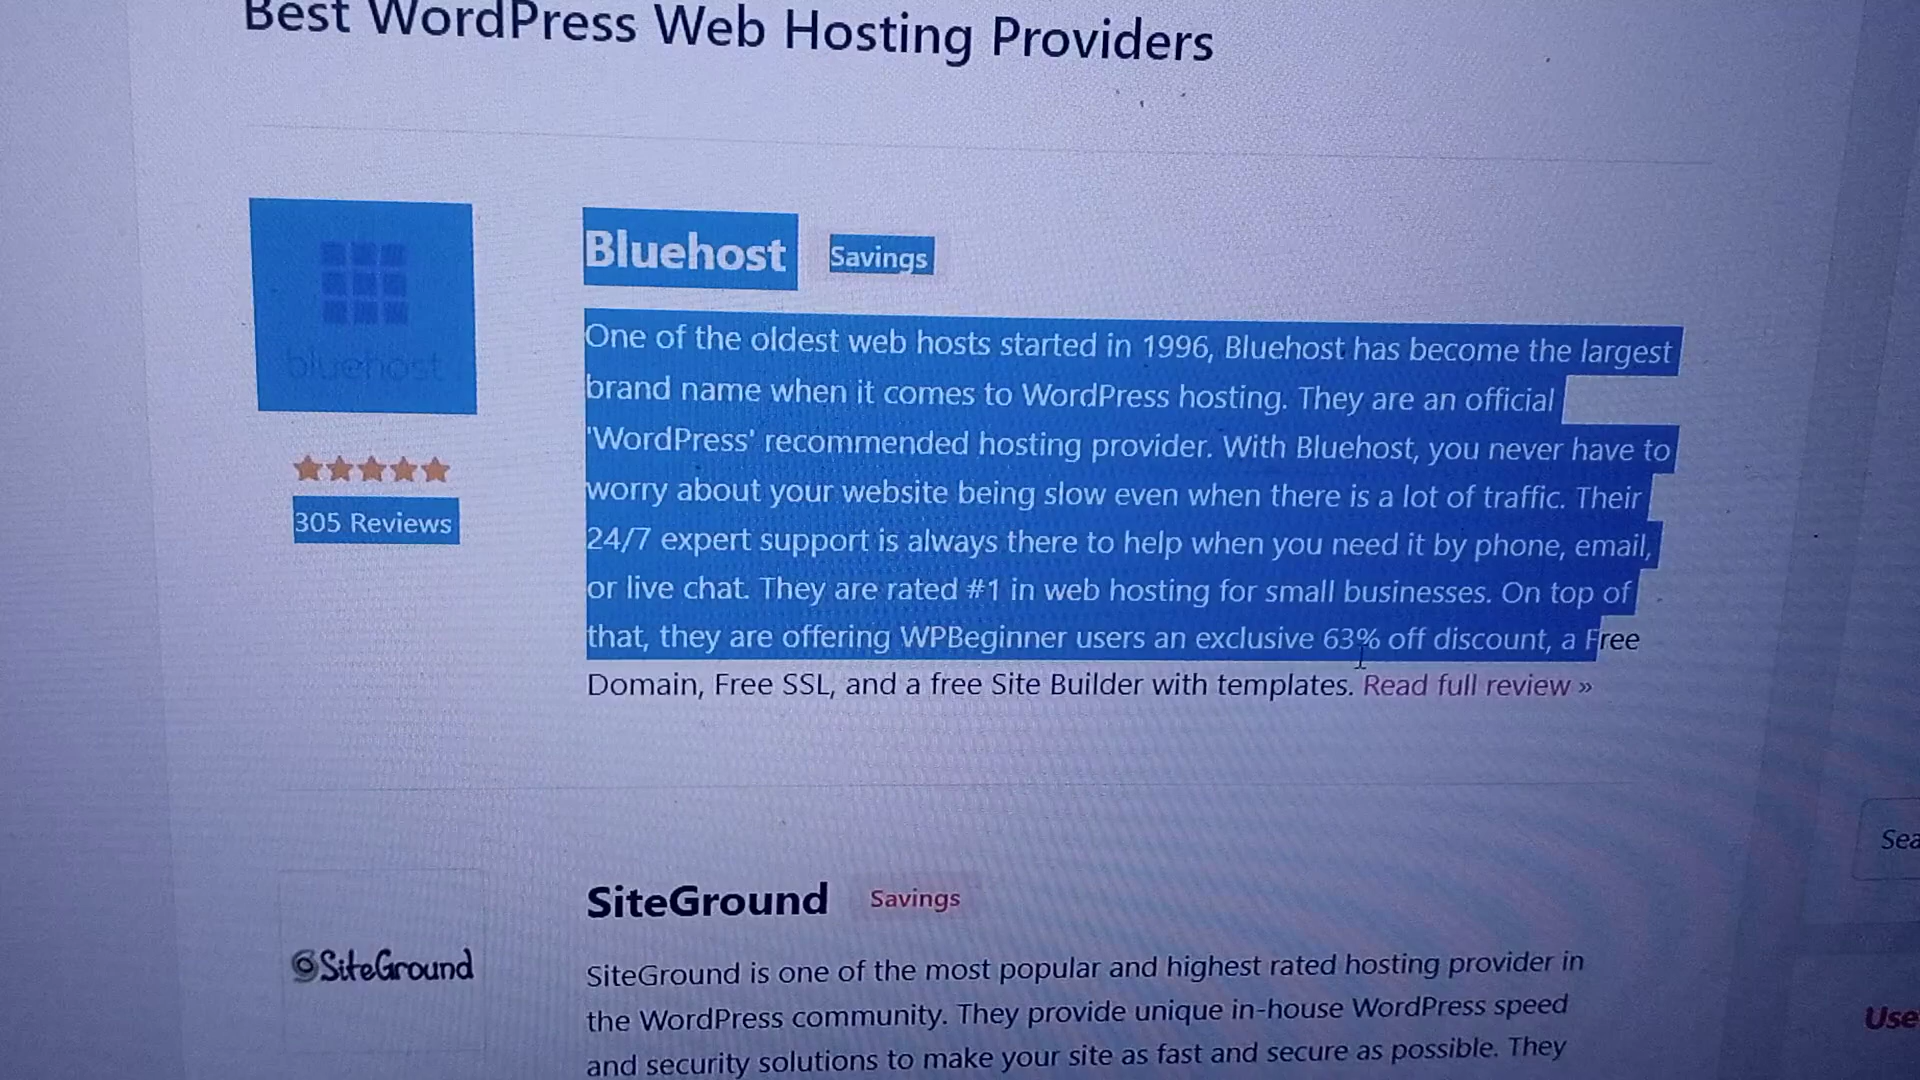 Best WordPress Web Hosting Providers
Bluehost Savings
bluehost
One of the oldest web hosts started in 1996, Bluehost has become the largest
brand name when it comes to WordPress hosting. They are an official
'WordPress' recommended hosting provider. With Bluehost, you never have to
305 Reviews
worry about your website being slow even when there is a lot of traffic. Their
24/7 expert support is always there to help when you need it by phone, email,
or live chat. They are rated #1 in web hosting for small businesses. On top of
that, they are offering WPBeginner users an exclusive 63% off discount, a Free
Domain, Free SSL, and a free Site Builder with templates. Read full review »
Sea
SiteGround Savings
SiteGround
SiteGround is one of the most popular and highest rated hosting provider in
the WordPress community. They provide unique in-house WordPress speed
Use
and security solutions to make your site as fast and secure as possible. They